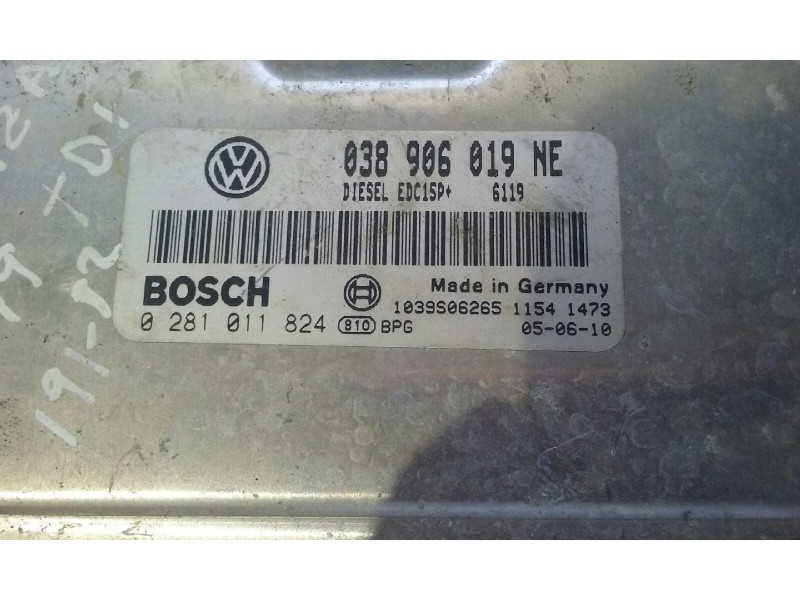 038 906 019 NE
DIESEL EDC15P+ 6119
BOSCH
Made in Germany
1039S06265 1154 1473
0 281 011 824 810 BPG 05-06-10